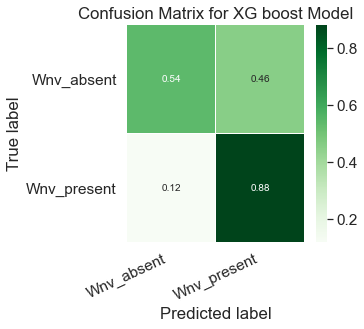 Confusion Matrix for XG boost Model
True label
Wnv_absent
0.54 0.46
Wnv_present
0.12 0.88
Wnv_absent
Wnv_present
Predicted label
0.8
0.6
0.4
0.2